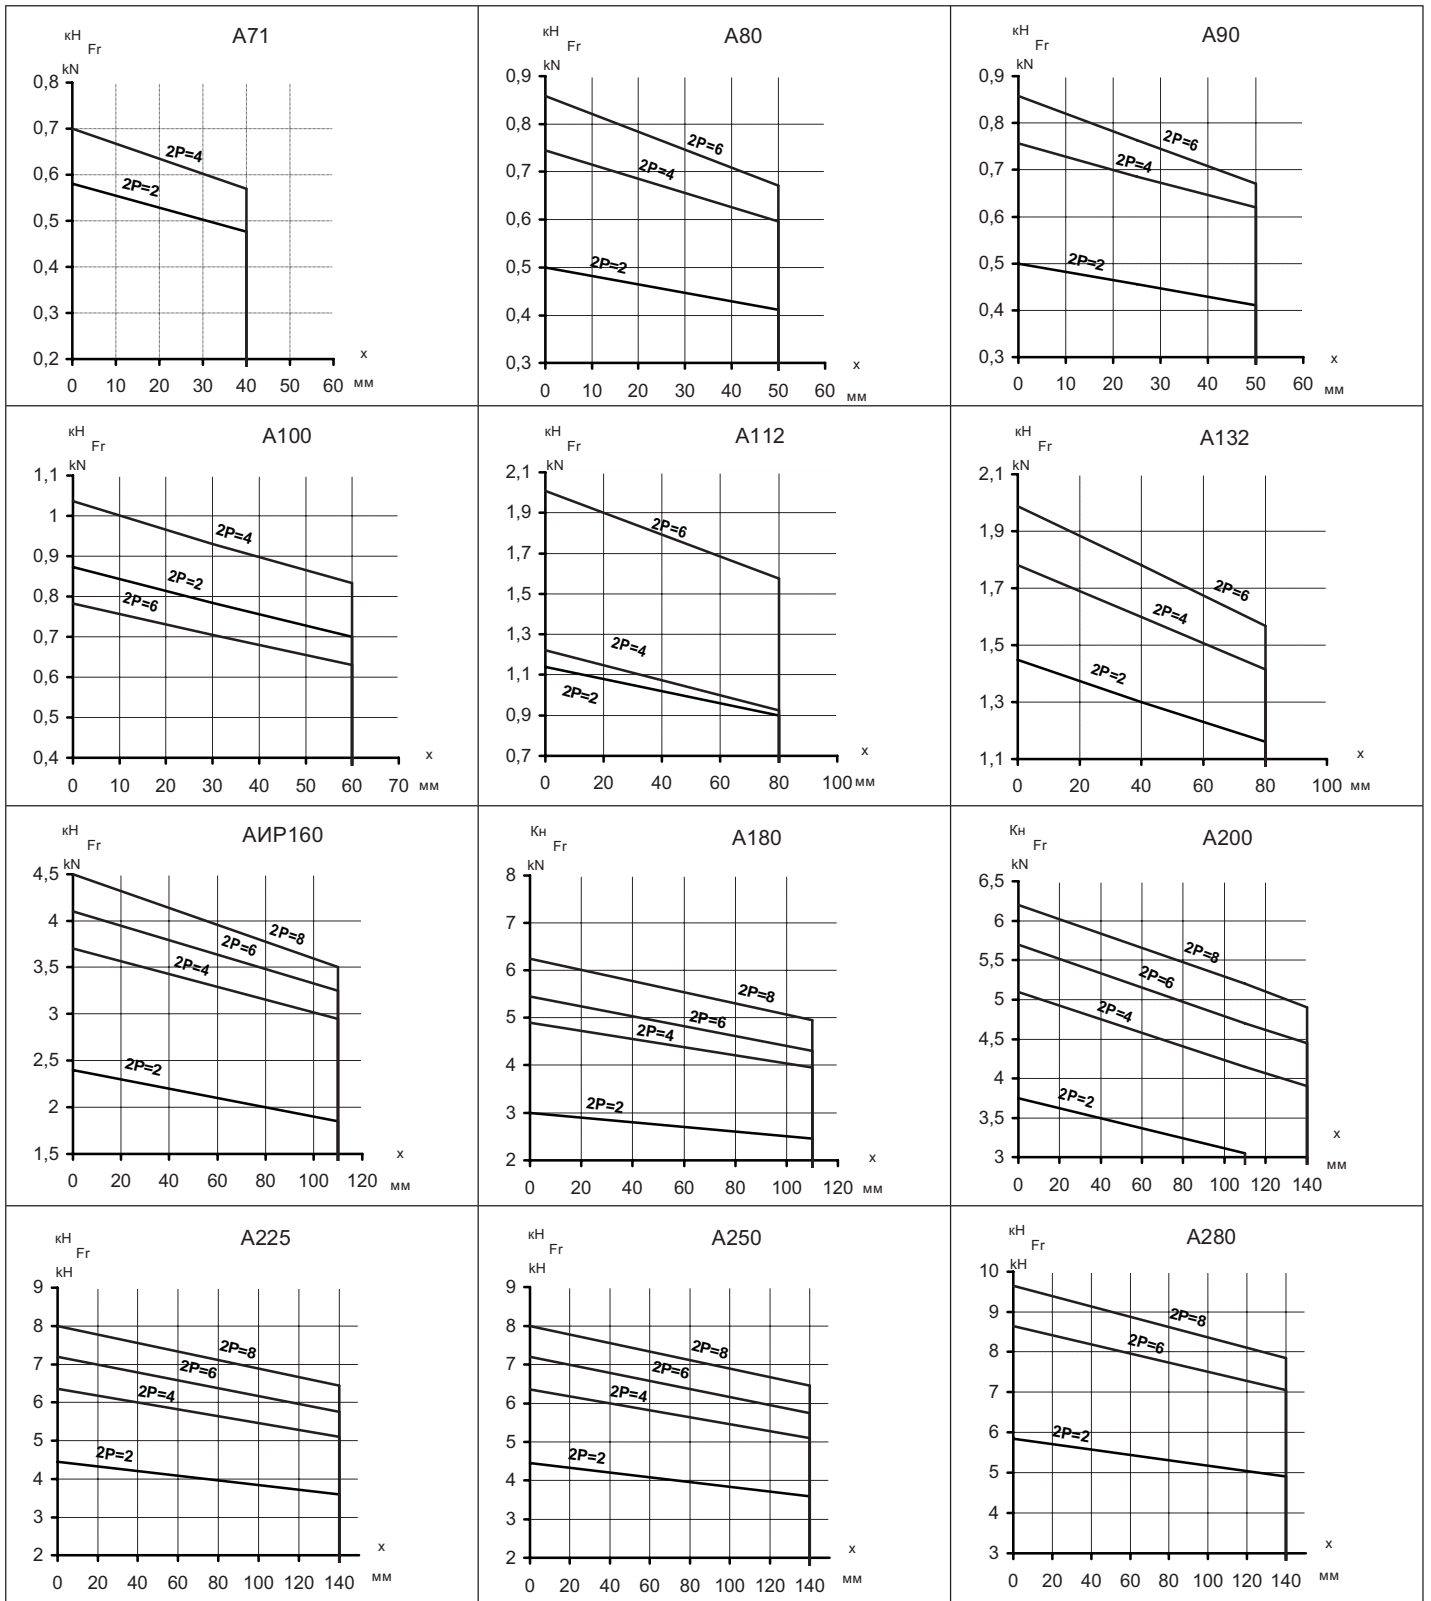 кН
Fr
A71
kN
0,8
0,7
2P=4
0,6
2P=2
0,5
0,4
0,3
0,2
x
0 10 20 30 40 50 60 мм
кН
Fr
A80
kN
0,9
0,8
2P=6
0,7
2P=4
0,6
0,5
2P=2
0,4
0,3
x
0 10 20 30 40 50 60 мм
кН
Fr
A90
kN
0,9
0,8
2P=6
0,7
2P=4
0,6
0,5
2P=2
0,4
0,3
x
0 10 20 30 40 50 60 мм
кН
Fr
A100
kN
1,1
1
2P=4
0,9
2P=2
0,8
2P=6
0,7
0,6
0,5
0,4
x
0 10 20 30 40 50 60 70 мм
кН
Fr
A112
kN
2,1
1,9
2P=6
1,7
1,5
1,3
2P=4
1,1
2P=2
0,9
0,7
x
0 20 40 60 80 100 мм
кН
Fr
A132
kN
2,1
1,9
1,7
2P=6
2P=4
1,5
2P=2
1,3
1,1
x
0 20 40 60 80 100 мм
кН
Fr
АИР160
kN
4,5
4
2P=8
2P=6
3,5
2P=4
3
2,5
2P=2
2
1,5
x
0 20 40 60 80 100 120 мм
Кн
Fr
A180
kN
8
7
6
2P=8
5
2P=6
2P=4
4
3
2P=2
2
x
0 20 40 60 80 100 120 мм
Кн
Fr
A200
kN
6,5
6
2P=8
5,5
2P=6
5
2P=4
4,5
4
2P=2
3,5
3
x
мм
0 20 40 60 80 100 120 140
кН
Fr
A225
kH
9
8
2P=8
7
2P=6
2P=4
6
5
2P=2
4
3
2
x
0 20 40 60 80 100 120 140 мм
кН
Fr
A250
kH
9
8
2P=8
7
2P=6
2P=4
6
5
2P=2
4
3
2
x
0 20 40 60 80 100 120 140 мм
кН
Fr
A280
kH
10
9
2P=8
2P=6
8
7
6
2P=2
5
4
3
x
0 20 40 60 80 100 120 140 мм